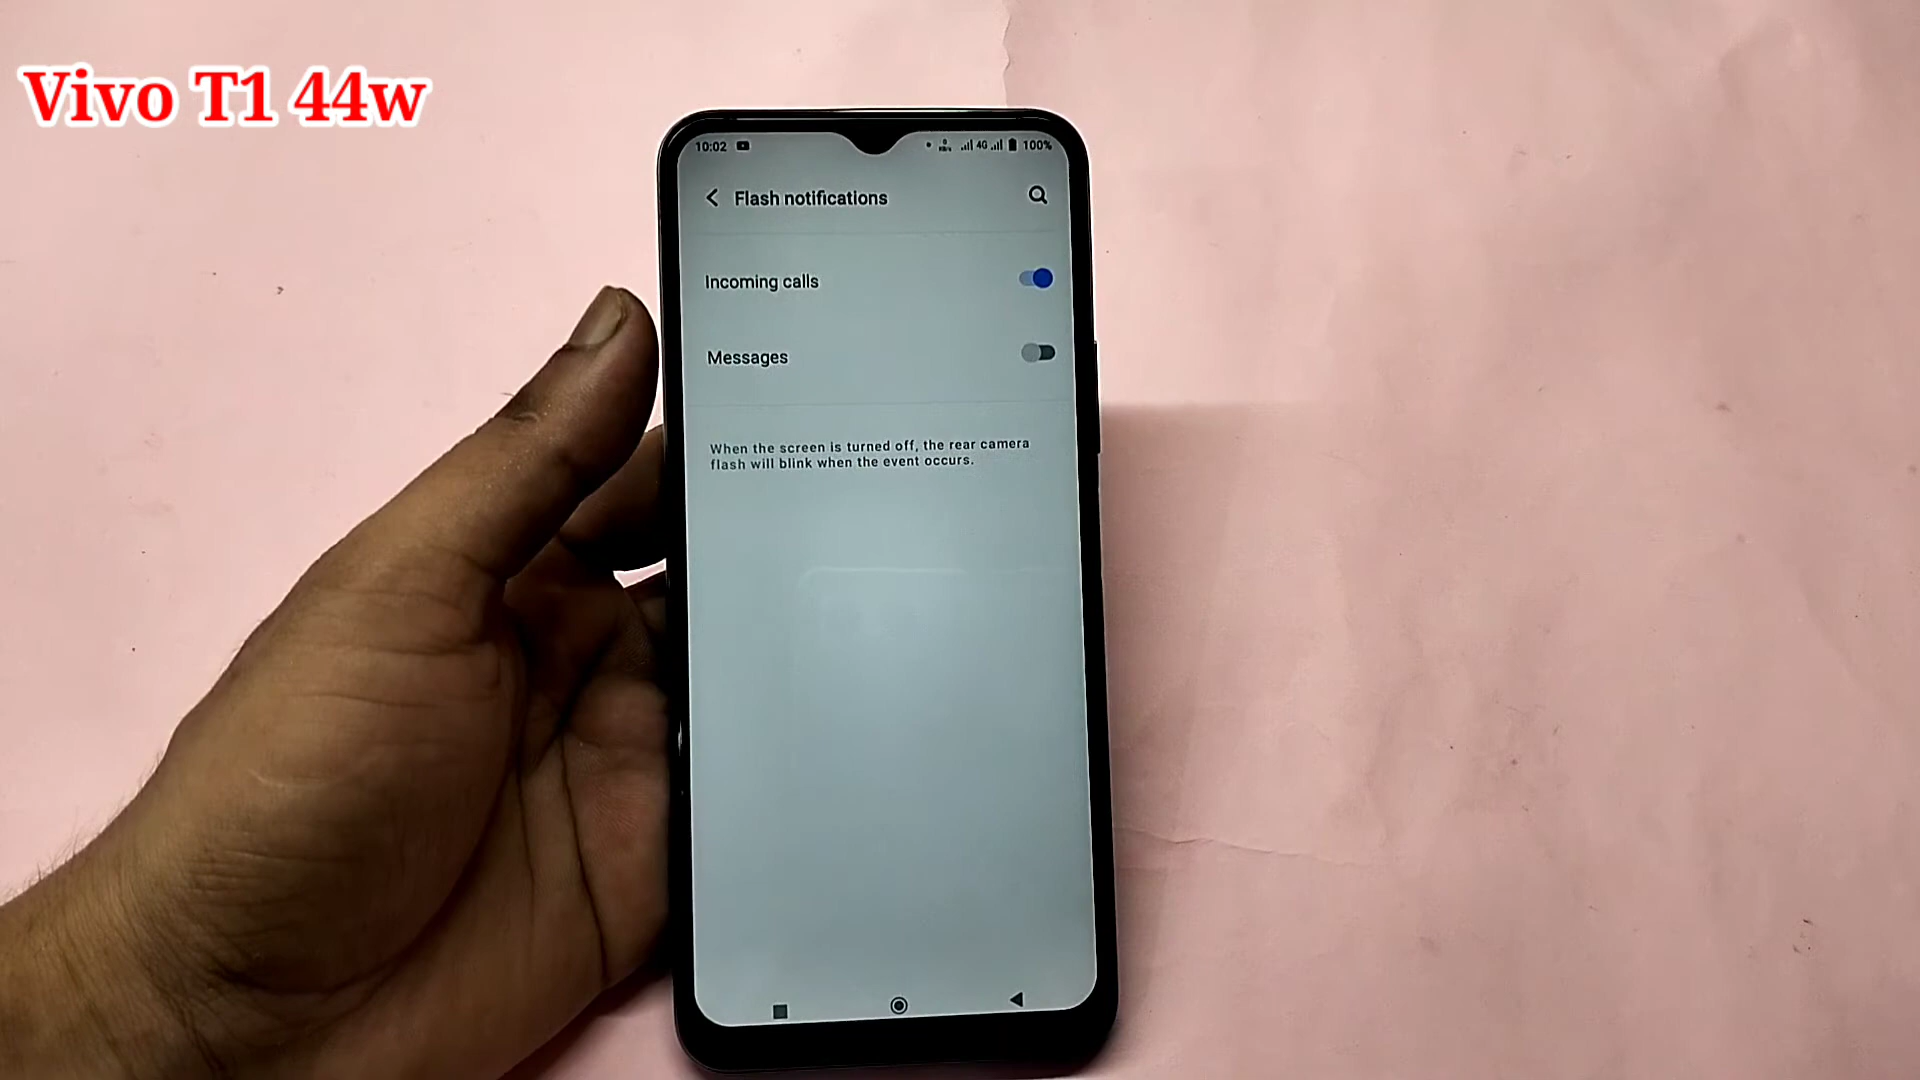 Vivo T1 44w
10:02
4G
100%
Flash notifications
Incoming calls
Messages
When the screen is turned off, the rear camera
flash will blink when the event occurs.